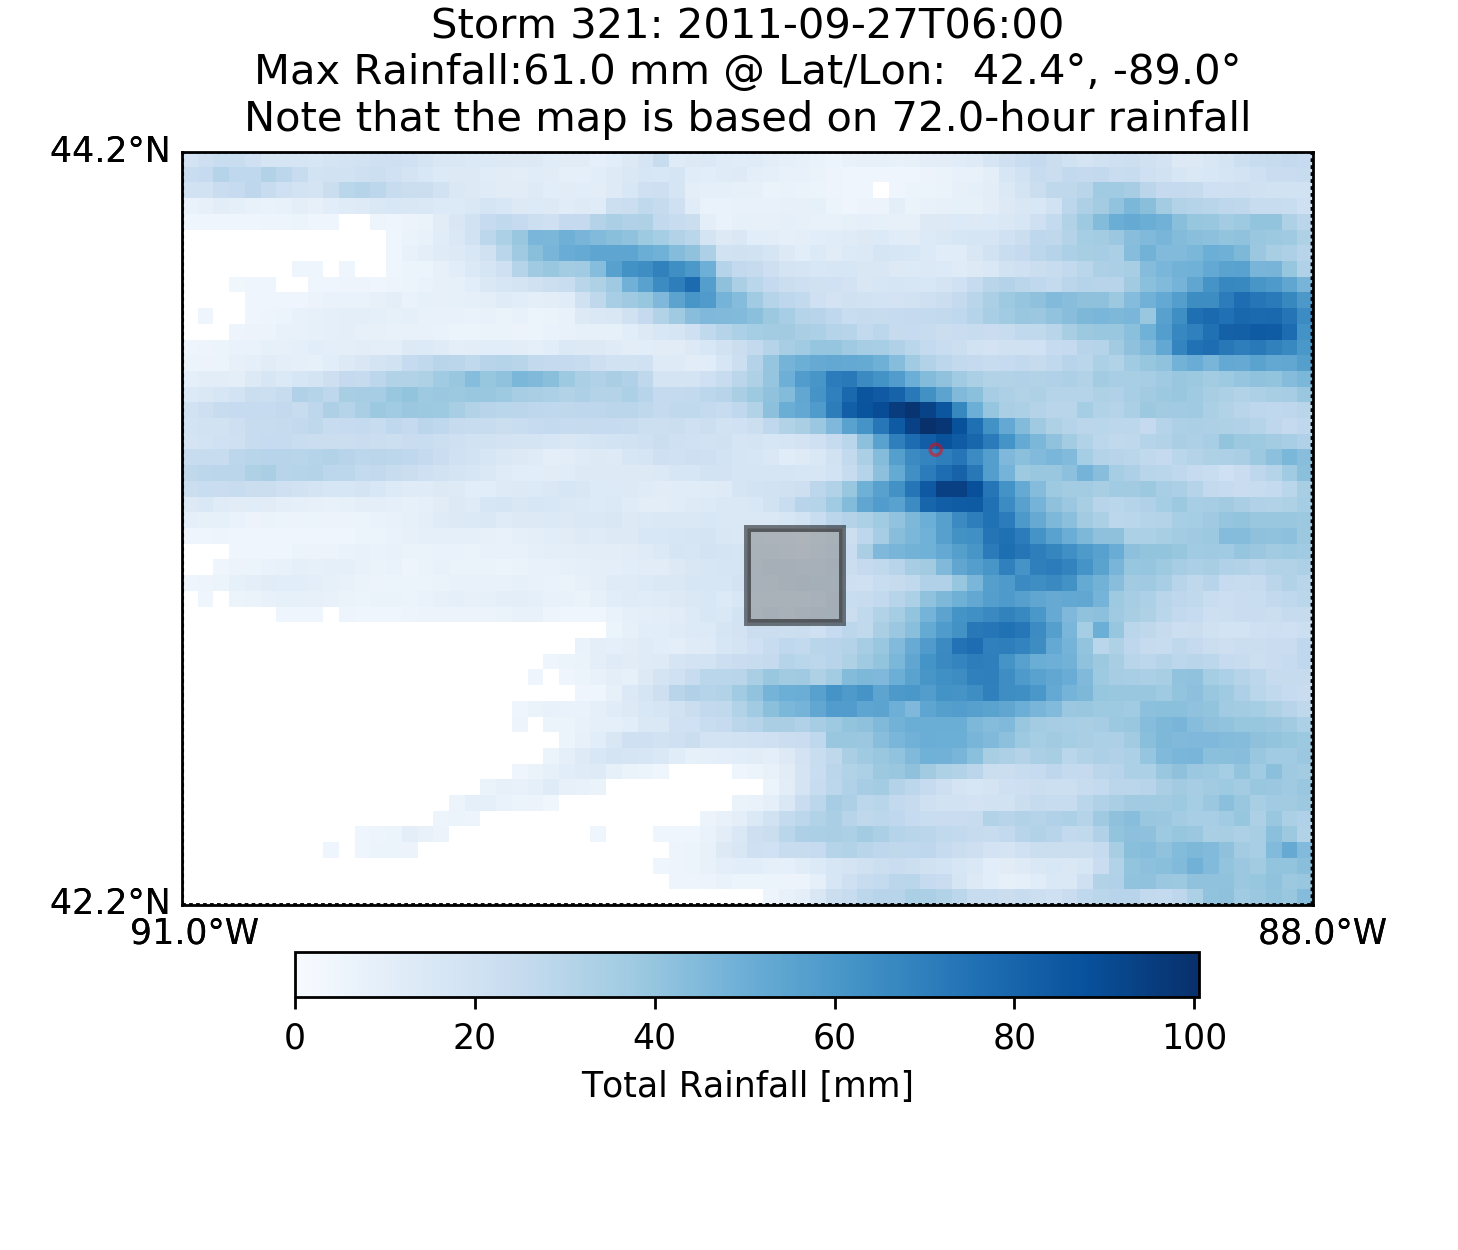 Storm 321: 2011-09-27T06:00
Max Rainfall:61.0 mm @ Lat/Lon:  42.4°, -89.0°
Note that the map is based on 72.0-hour rainfall
44.2°N
42.2°N
91.0°W 88.0°W
0 20 40 60 80 100
Total Rainfall [mm]